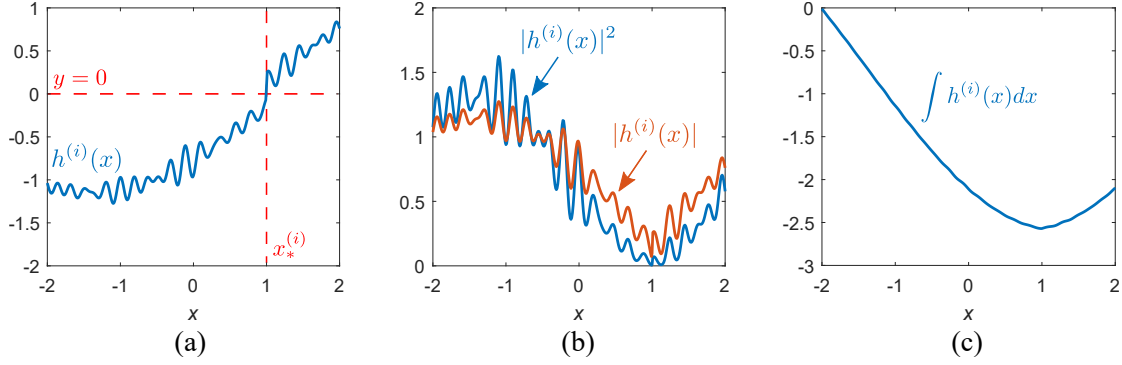 1
0.5
0
-0.5
-1
-1.5
-2
-2 -1 0 1 2
y = 0
h^{(i)}(x)
x_*^{(i)}
x
(a)
2
1.5
1
0.5
0
-2 -1 0 1 2
|h^{(i)}(x)|^2
|h^{(i)}(x)|
x
(b)
0
-0.5
-1
-1.5
-2
-2.5
-3
-2 -1 0 1 2
∫ h^{(i)}(x)dx
x
(c)